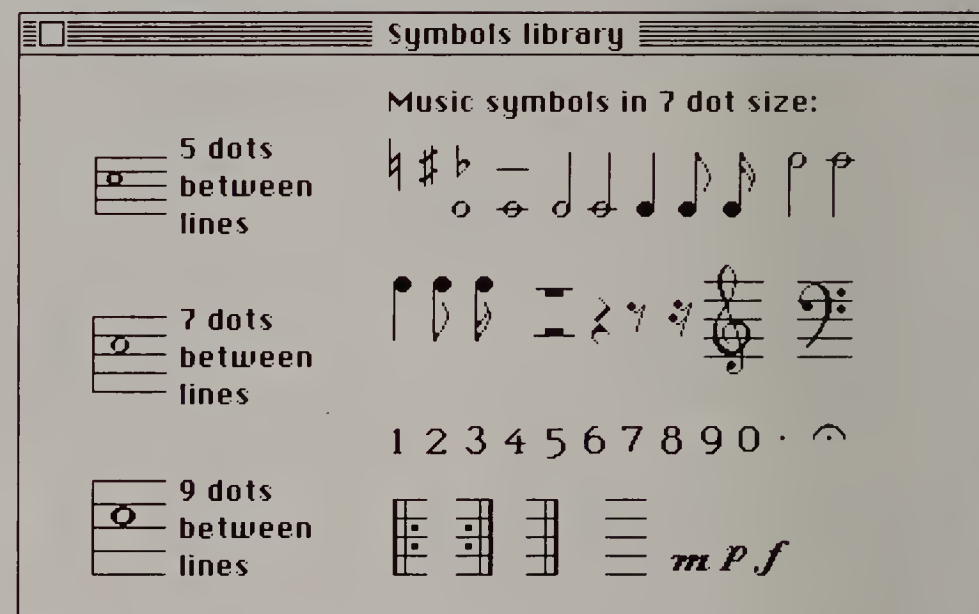 Symbols library
Music symbols in 7 dot size:
5 dots
between
lines
7 dots
between
lines
1 2 3 4 5 6 7 8 9 0 ·
9 dots
between
lines
m p f